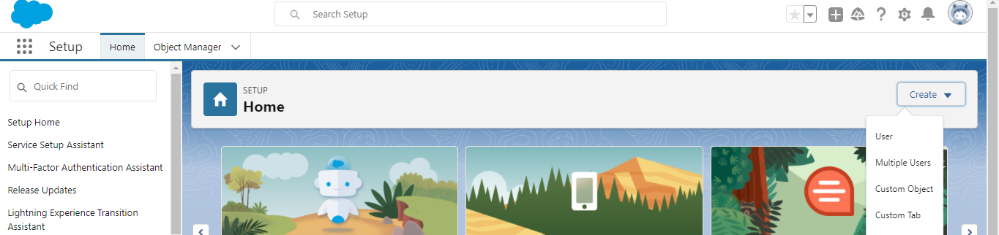 Search Setup
Setup
Home
Object Manager
Quick Find
Setup Home
Service Setup Assistant
Multi-Factor Authentication Assistant
Release Updates
Lightning Experience Transition
Assistant
SETUP
Home
Create
User
Multiple Users
Custom Object
Custom Tab